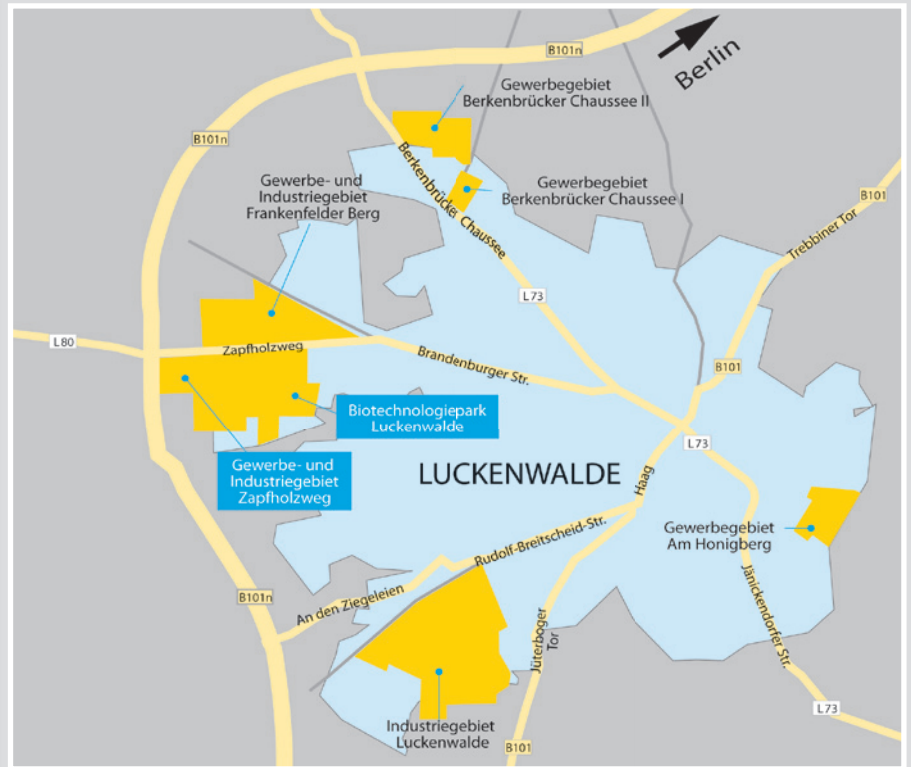 B101n
Berlin
Gewerbegebiet
Berkenbrücker Chaussee II
B101n
Berkenbrücker Chaussee
Gewerbe- und
Industriegebiet
Frankenfelder Berg
Gewerbegebiet
Berkenbrücker Chaussee I
B101
Trebbiner Tor
L73
L80
Zapfholzweg
Brandenburger Str.
B101
Biotechnologiepark
Luckenwalde
L73
Gewerbe- und
Industriegebiet
Zapfholzweg
LUCKENWALDE
Haag
Gewerbegebiet
Am Honigberg
Rudolf-Breitscheid-Str.
B101n
An den Ziegeleien
Jüterboger
Tor
Jänickendorfer Str.
Industriegebiet
Luckenwalde
L73
B101